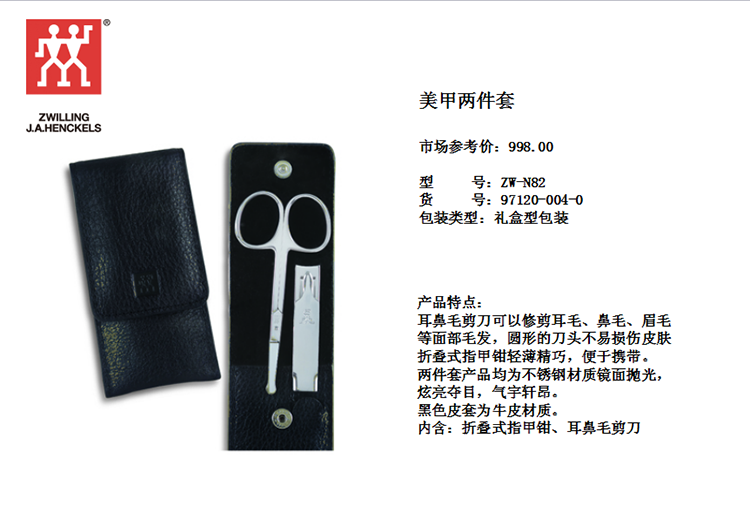 ®
ZWILLING
J.A.HENCKELS
美甲两件套
市场参考价：998.00
型 号：ZW-N82
货 号：97120-004-0
包装类型：礼盒型包装
产品特点：
耳鼻毛剪刀可以修剪耳毛、鼻毛、眉毛
等面部毛发，圆形的刀头不易损伤皮肤
折叠式指甲钳轻薄精巧，便于携带。
两件套产品均为不锈钢材质镜面抛光，
炫亮夺目，气宇轩昂。
黑色皮套为牛皮材质。
内含：折叠式指甲钳、耳鼻毛剪刀